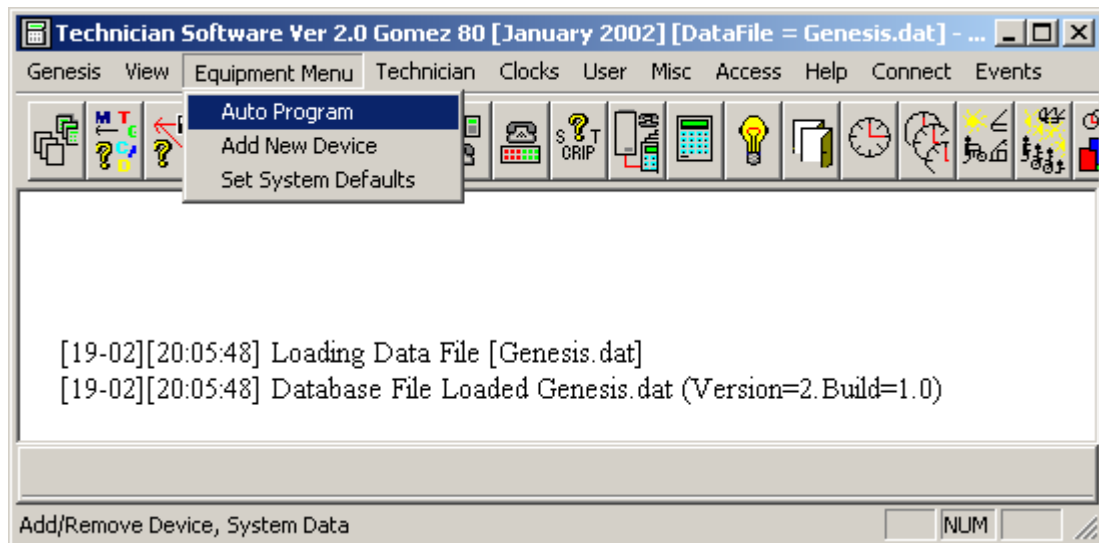 Technician Software Ver 2.0 Gomez 80 [January 2002] [DataFile = Genesis.dat] - ...
Genesis View Equipment Menu Technician Clocks User Misc Access Help Connect Events
M T G C D ?
?
S ? T CRIP
Auto Program
Add New Device
Set System Defaults
[19-02][20:05:48] Loading Data File [Genesis.dat]
[19-02][20:05:48] Database File Loaded Genesis.dat (Version=2.Build=1.0)
Add/Remove Device, System Data NUM